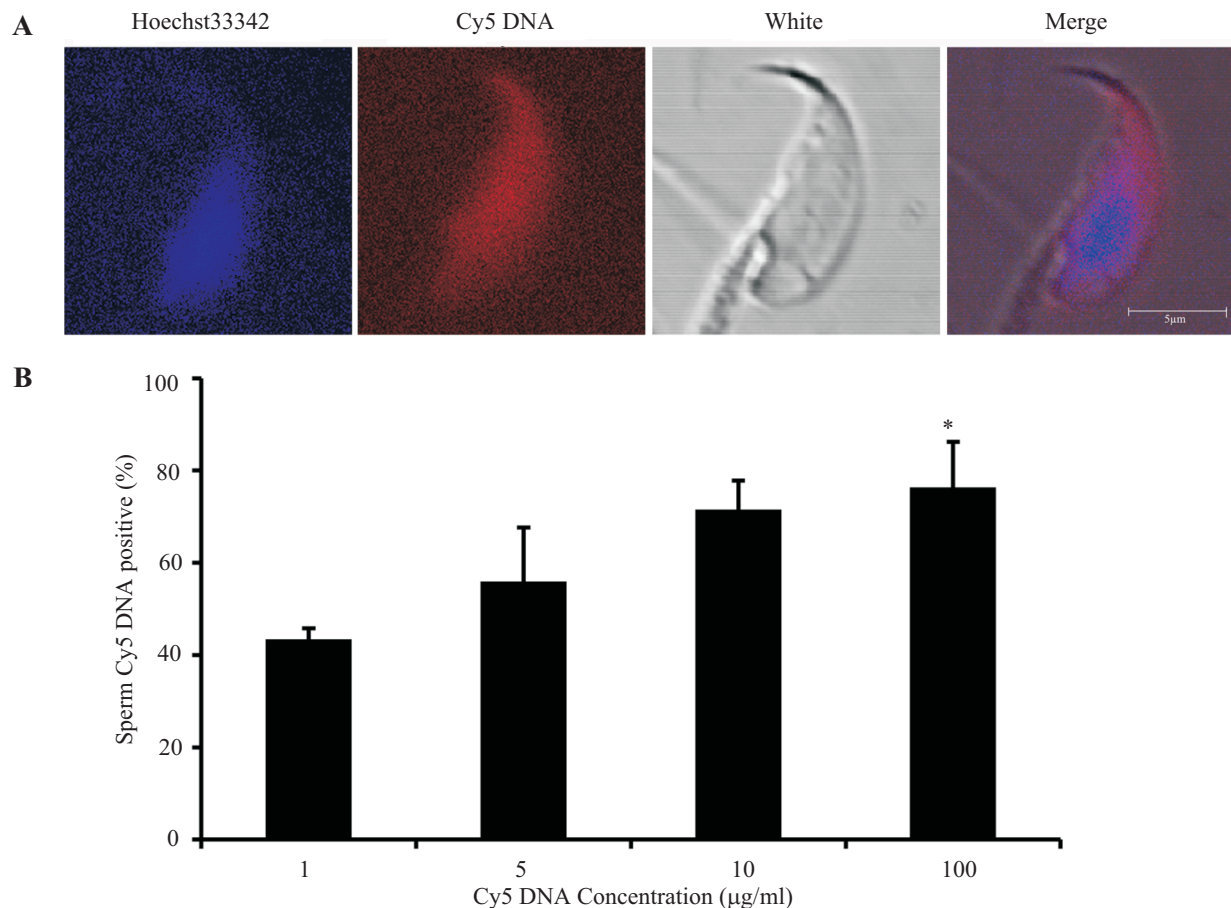 A
Hoechst33342
Cy5 DNA
White
Merge
5µm
B
Sperm Cy5 DNA positive (%)
100
80
60
40
20
0
*
1
5
10
100
Cy5 DNA Concentration (µg/ml)